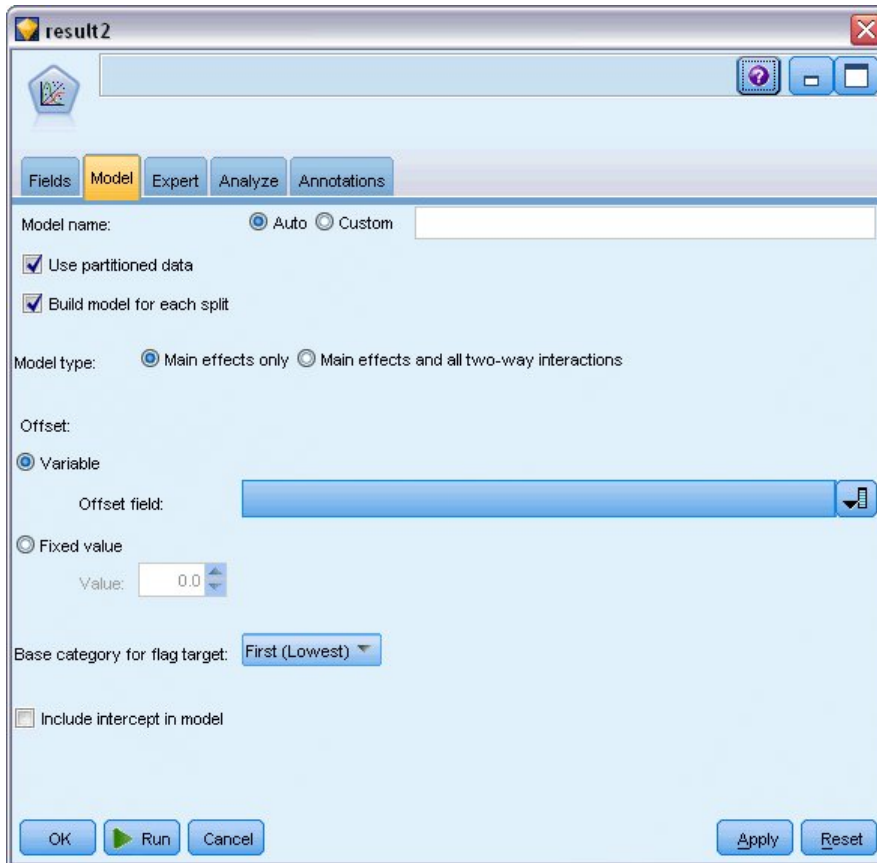 result2
Fields Model Expert Analyze Annotations
Model name: Auto Custom
Use partitioned data
Build model for each split
Model type: Main effects only Main effects and all two-way interactions
Offset:
Variable
Offset field:
Fixed value
Value: 0.0
Base category for flag target: First (Lowest)
Include intercept in model
OK Run Cancel Apply Reset